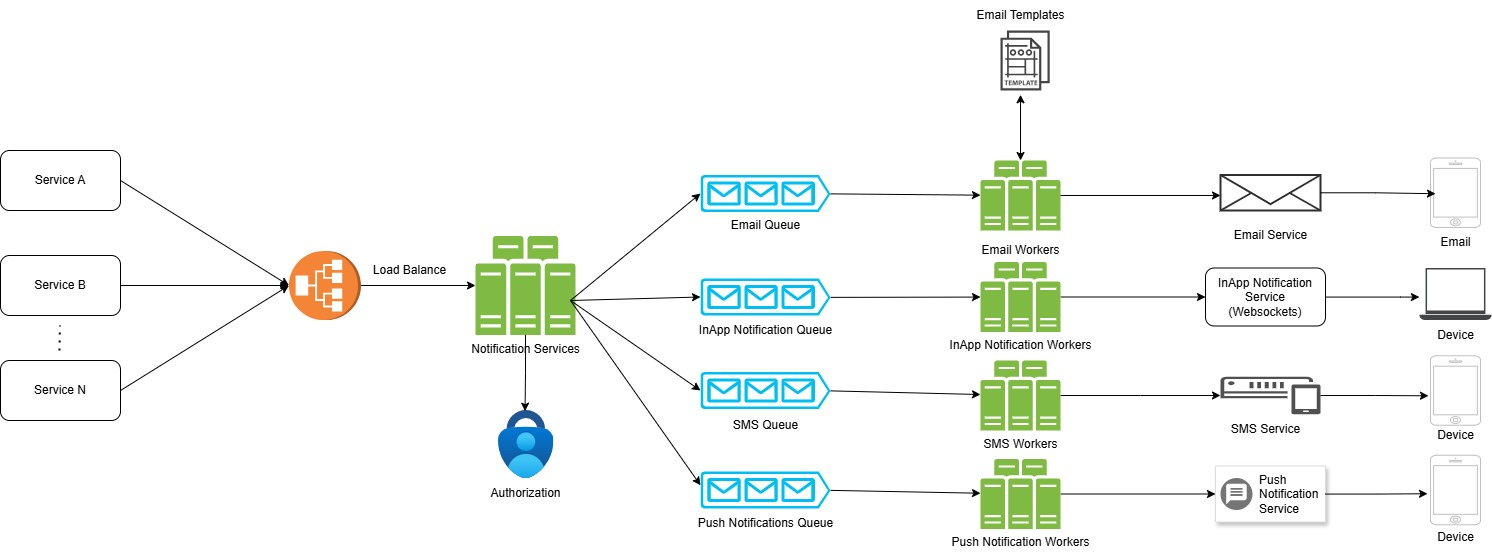 Email Templates
TEMPLATE
Service A
Service B
Service N
Load Balance
Notification Services
Authorization
Email Queue
InApp Notification Queue
SMS Queue
Push Notifications Queue
Email Workers
InApp Notification Workers
SMS Workers
Push Notification Workers
Email Service
InApp Notification
Service
(Websockets)
SMS Service
Push
Notification
Service
Email
Device
Device
Device